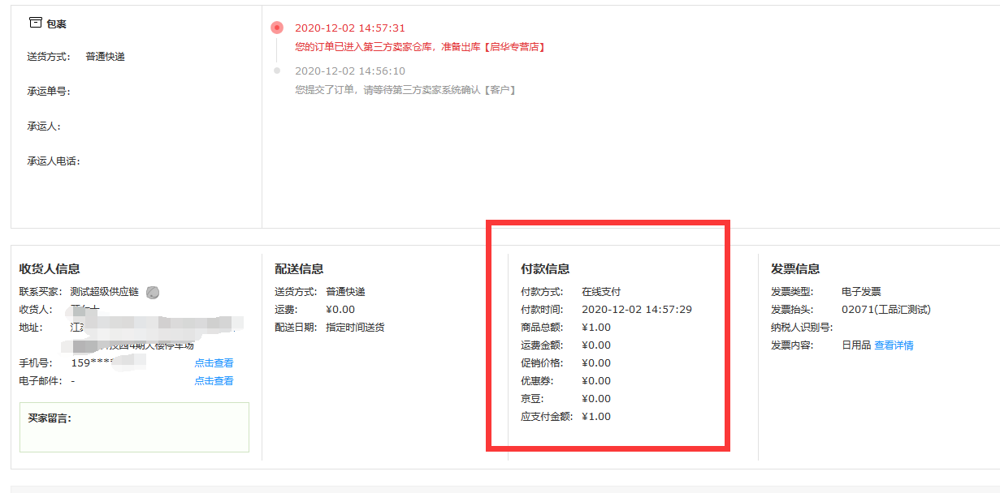 包裹
送货方式： 普通快递
承运单号：
承运人：
承运人电话：
2020-12-02 14:57:31
您的订单已进入第三方卖家仓库，准备出库【启华专营店】
2020-12-02 14:56:10
您提交了订单，请等待第三方卖家系统确认【客户】
收货人信息
联系买家： 测试超级供应链
收货人：
地址： 江
技园4期大楼停车场
手机号： 159*** 点击查看
电子邮件： - 点击查看
买家留言：
配送信息
送货方式： 普通快递
运费： ¥0.00
配送日期： 指定时间送货
付款信息
付款方式： 在线支付
付款时间： 2020-12-02 14:57:29
商品总额： ¥1.00
运费金额： ¥0.00
促销价格： ¥0.00
优惠券： ¥0.00
京豆： ¥0.00
应支付金额： ¥1.00
发票信息
发票类型： 电子发票
发票抬头： 02071(工品汇测试)
纳税人识别号：
发票内容： 日用品 查看详情